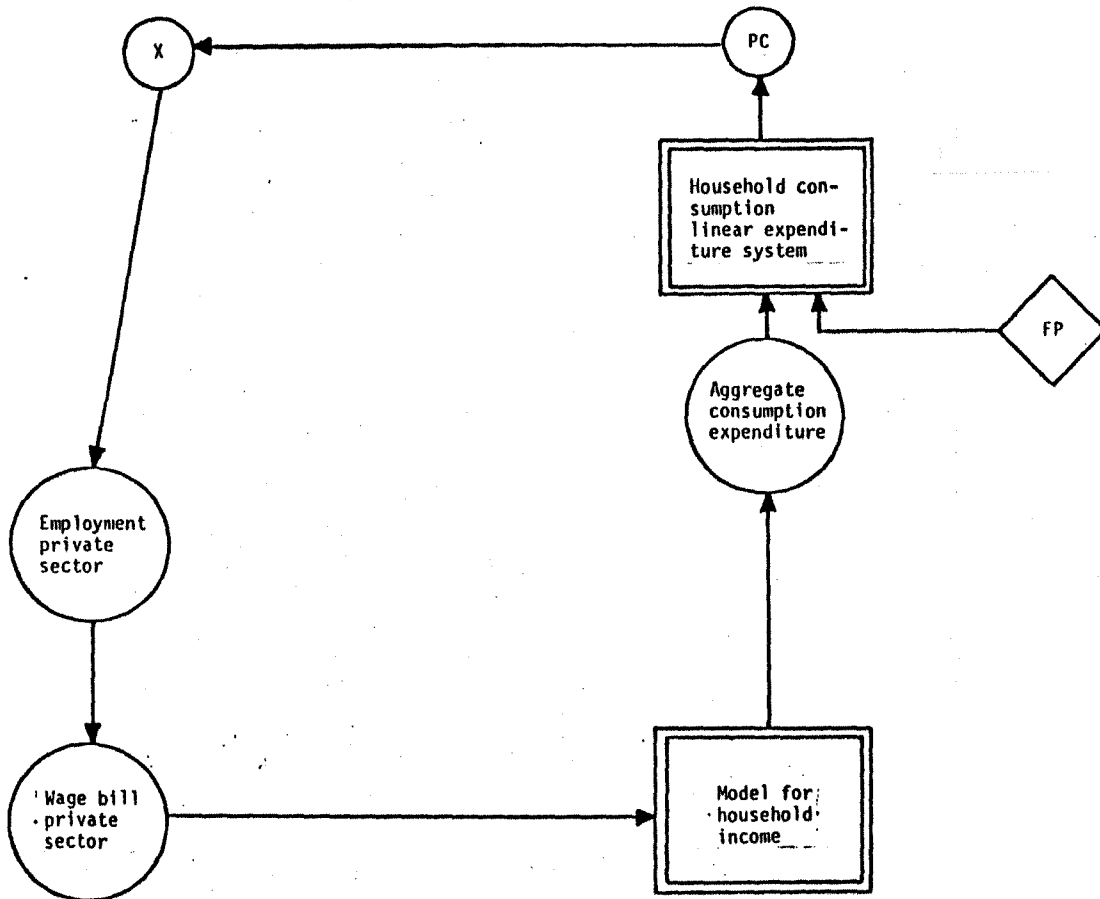 X
PC
Household con-
sumption
linear expendi-
ture system
FP
Aggregate
consumption
expenditure
Employment
private
sector
Wage bill
private
sector
Model for
household
income